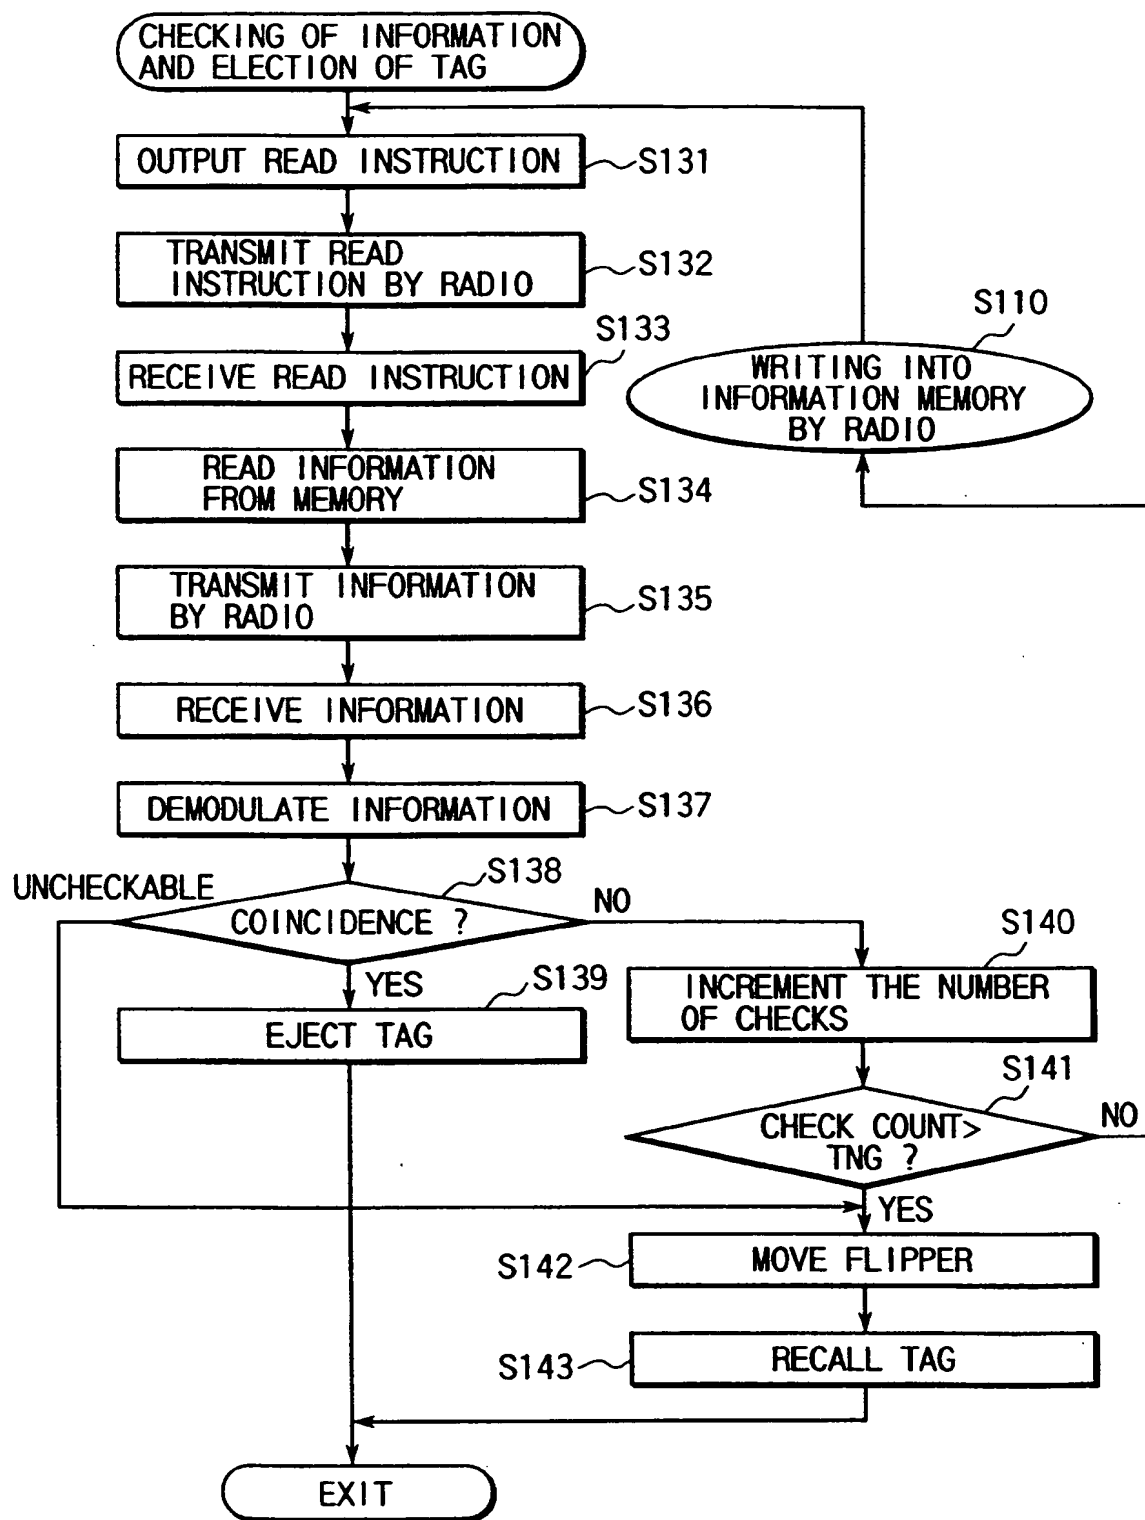 CHECKING OF INFORMATION
AND ELECTION OF TAG
OUTPUT READ INSTRUCTION
S131
TRANSMIT READ
INSTRUCTION BY RADIO
S132
S133
RECEIVE READ INSTRUCTION
S110
WRITING INTO
INFORMATION MEMORY
BY RADIO
READ INFORMATION
FROM MEMORY
S134
TRANSMIT INFORMATION
BY RADIO
S135
RECEIVE INFORMATION
S136
DEMODULATE INFORMATION
S137
S138
UNCHECKABLE
COINCIDENCE ?
NO
YES
S139
EJECT TAG
S140
INCREMENT THE NUMBER
OF CHECKS
S141
CHECK COUNT>
TNG ?
NO
YES
S142
MOVE FLIPPER
S143
RECALL TAG
EXIT